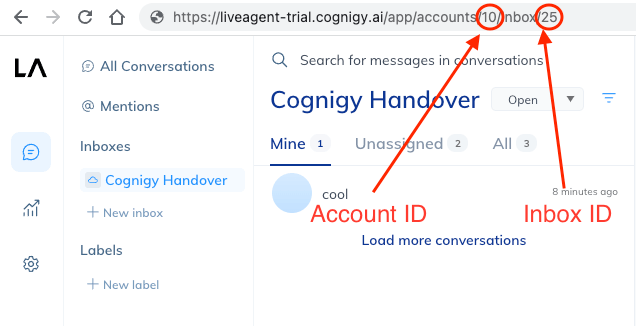 https://liveagent-trial.cognigy.ai/app/accounts/10/inbox/25
LA
All Conversations
Mentions
Inboxes
Cognigy Handover
+ New inbox
Labels
+ New label
Search for messages in conversations
Cognigy Handover
Open
Mine 1 Unassigned 2 All 3
cool
8 minutes ago
Account ID
Inbox ID
Load more conversations